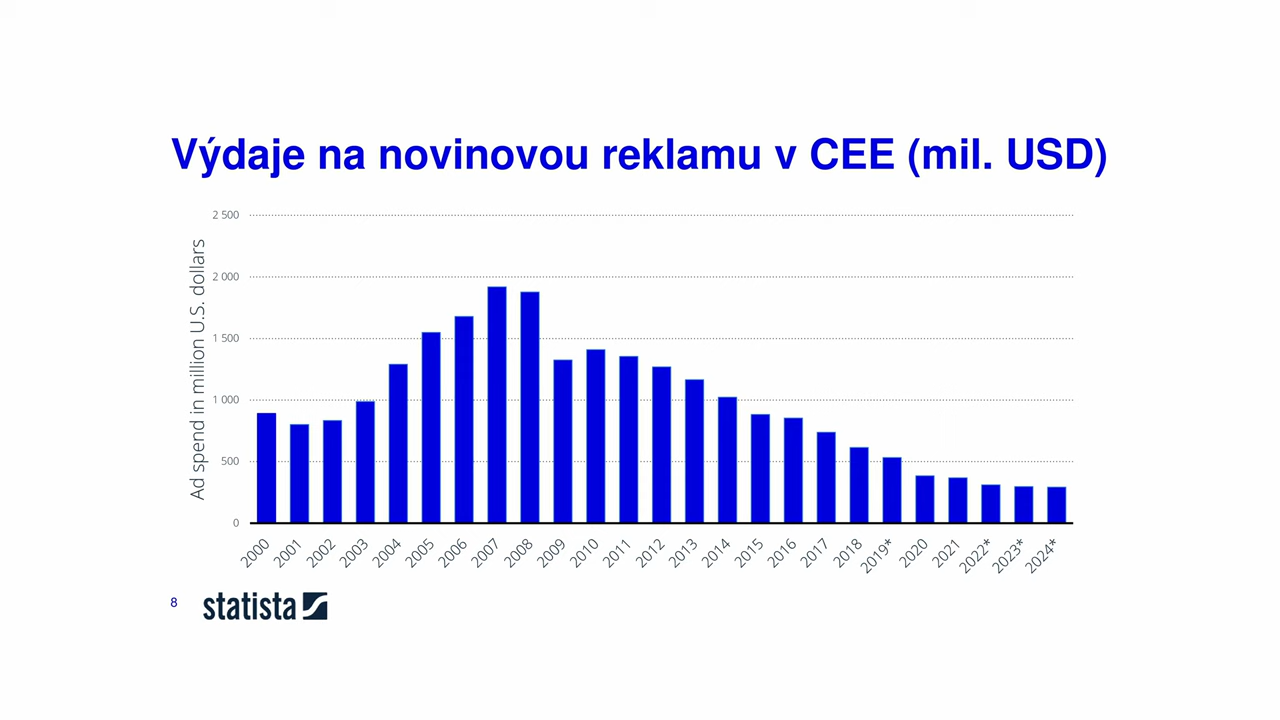 Výdaje na novinovou reklamu v CEE (mil. USD)
Ad spend in million U.S. dollars
2 500
2 000
1 500
1 000
500
0
2000 2001 2002 2003 2004 2005 2006 2007 2008 2009 2010 2011 2012 2013 2014 2015 2016 2017 2018 2019* 2020 2021 2022* 2023* 2024*
8 statista